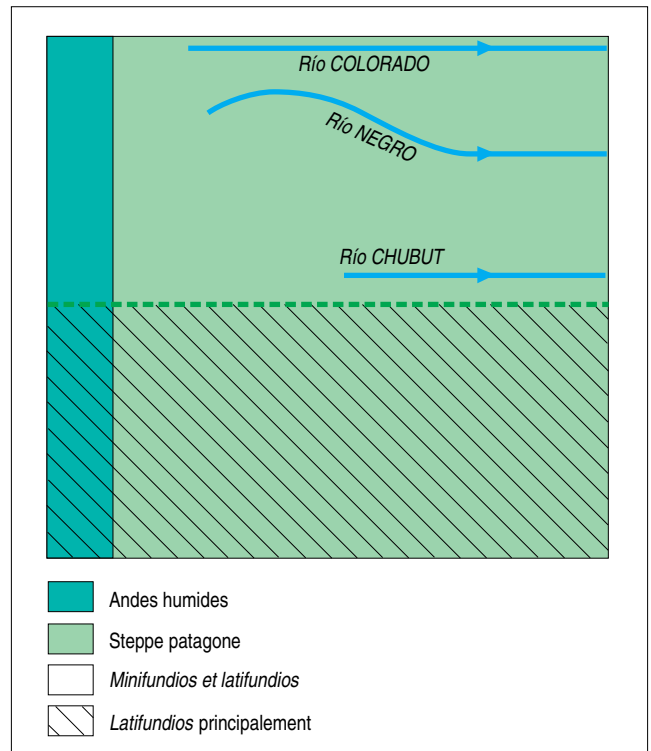 Río COLORADO
Río NEGRO
Río CHUBUT
Andes humides
Steppe patagone
Minifundios et latifundios
Latifundios principalement